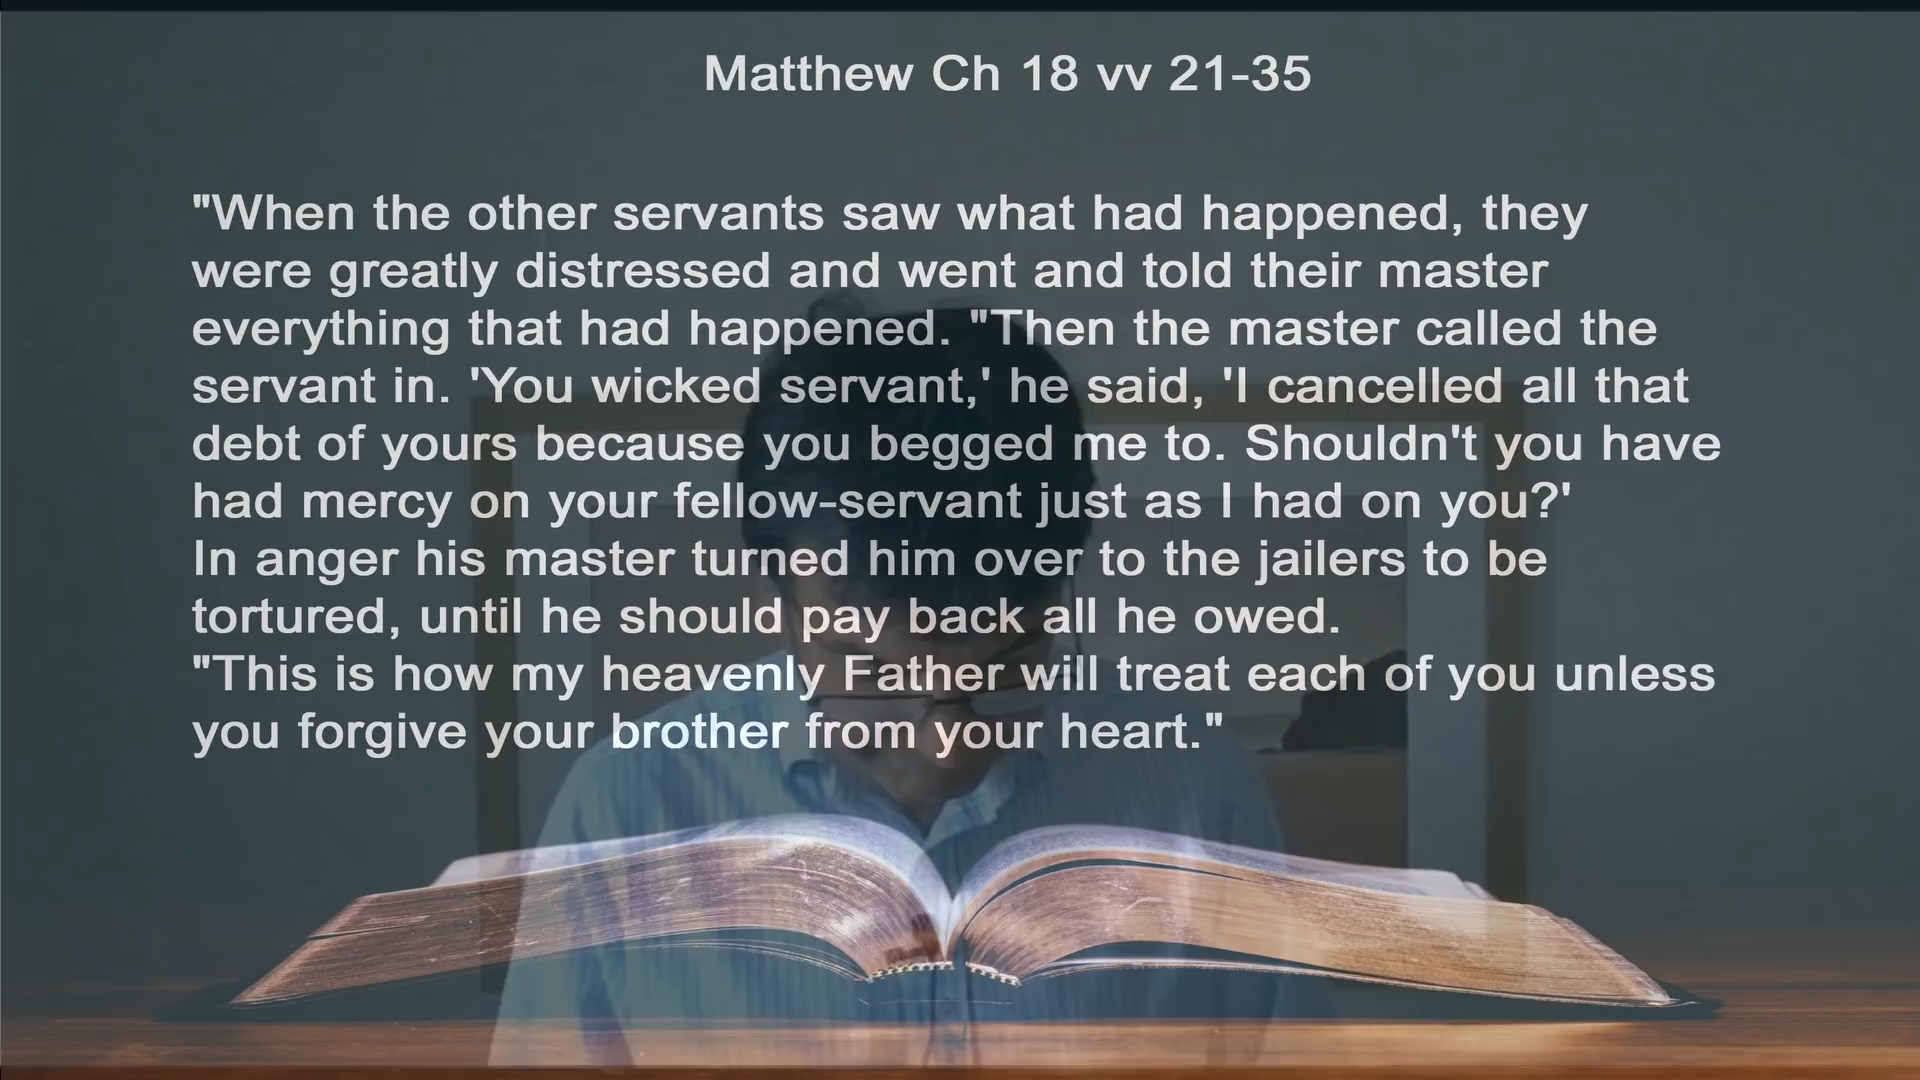 Matthew Ch 18 vv 21-35
"When the other servants saw what had happened, they
were greatly distressed and went and told their master
everything that had happened. "Then the master called the
servant in. 'You wicked servant,' he said, 'I cancelled all that
debt of yours because you begged me to. Shouldn't you have
had mercy on your fellow-servant just as I had on you?'
In anger his master turned him over to the jailers to be
tortured, until he should pay back all he owed.
"This is how my heavenly Father will treat each of you unless
you forgive your brother from your heart."